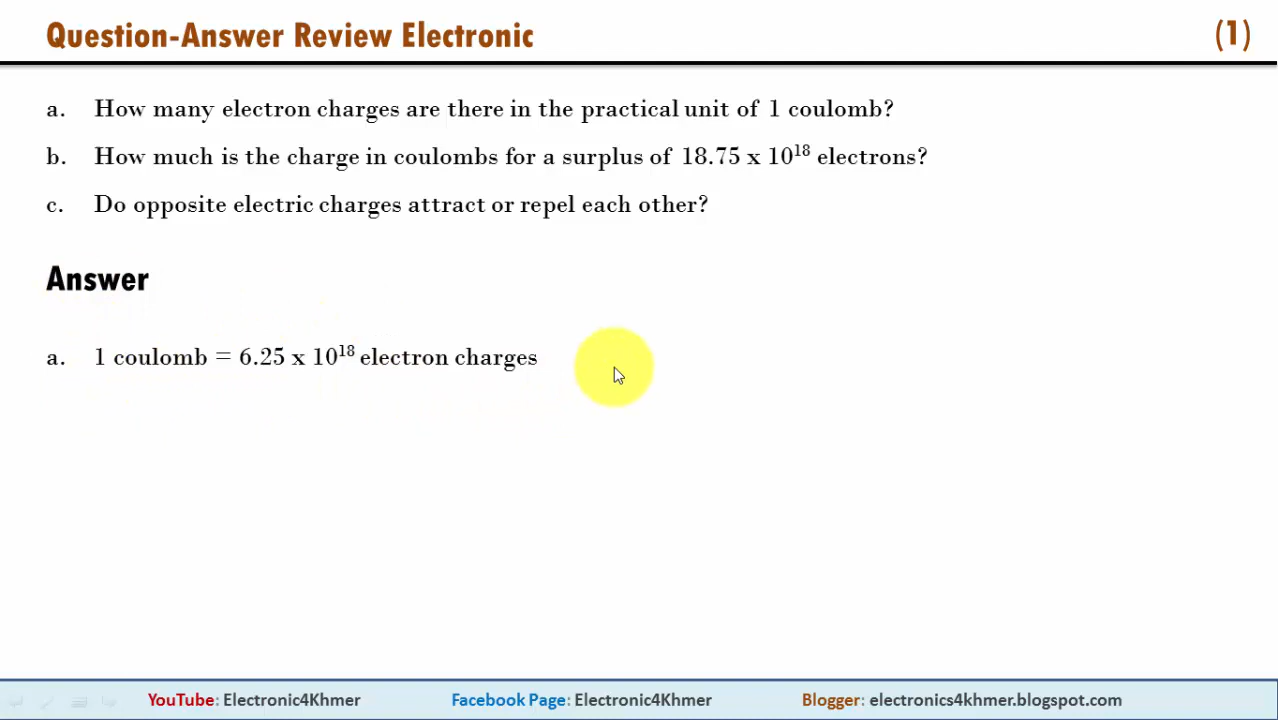 Question-Answer Review Electronic (1)
a. How many electron charges are there in the practical unit of 1 coulomb?
b. How much is the charge in coulombs for a surplus of 18.75 x 10¹⁸ electrons?
c. Do opposite electric charges attract or repel each other?
Answer
a. 1 coulomb = 6.25 x 10¹⁸ electron charges
YouTube: Electronic4Khmer Facebook Page: Electronic4Khmer Blogger: electronics4khmer.blogspot.com